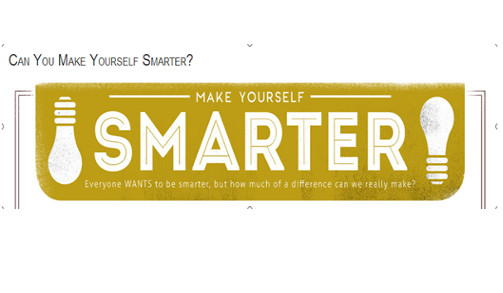 CAN YOU MAKE YOURSELF SMARTER?
MAKE YOURSELF
SMARTER
Everyone WANTS to be smarter, but how much of a difference can we really make?